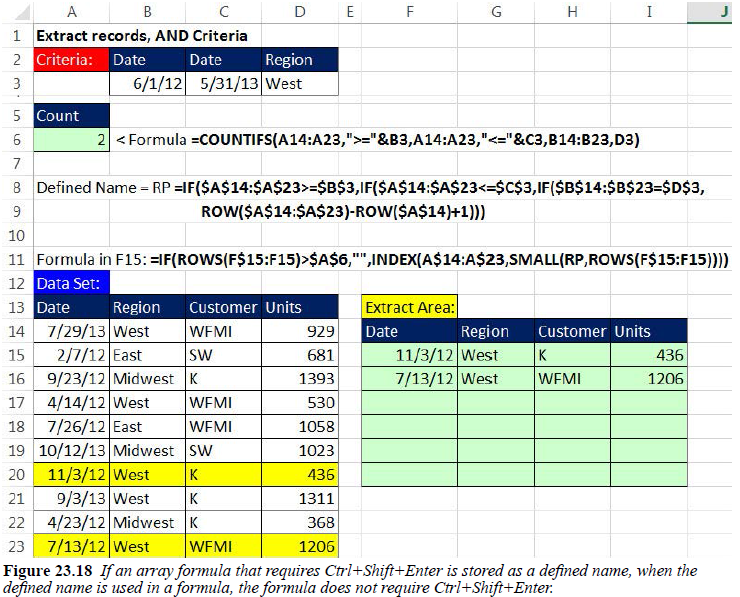 A B C D E F G H I J
1 Extract records, AND Criteria
2 Criteria: Date Date Region
3 6/1/12 5/31/13 West
5 Count
6 2 < Formula =COUNTIFS(A14:A23,">="&B3,A14:A23,"<="&C3,B14:B23,D3)
7
8 Defined Name = RP =IF($A$14:$A$23>=$B$3,IF($A$14:$A$23<=$C$3,IF($B$14:$B$23=$D$3,
9 ROW($A$14:$A$23)-ROW($A$14)+1)))
10
11 Formula in F15: =IF(ROWS(F$15:F15)>$A$6,"",INDEX(A$14:A$23,SMALL(RP,ROWS(F$15:F15))))
12 Data Set:
13 Date Region Customer Units Extract Area:
14 7/29/13 West WFMI 929 Date Region Customer Units
15 2/7/12 East SW 681 11/3/12 West K 436
16 9/23/12 Midwest K 1393 7/13/12 West WFMI 1206
17 4/14/12 West WFMI 530
18 7/26/12 East WFMI 1058
19 10/12/13 Midwest SW 1023
20 11/3/12 West K 436
21 9/3/13 West K 1311
22 4/23/12 Midwest K 368
23 7/13/12 West WFMI 1206
Figure 23.18 If an array formula that requires Ctrl+Shift+Enter is stored as a defined name, when the
defined name is used in a formula, the formula does not require Ctrl+Shift+Enter.